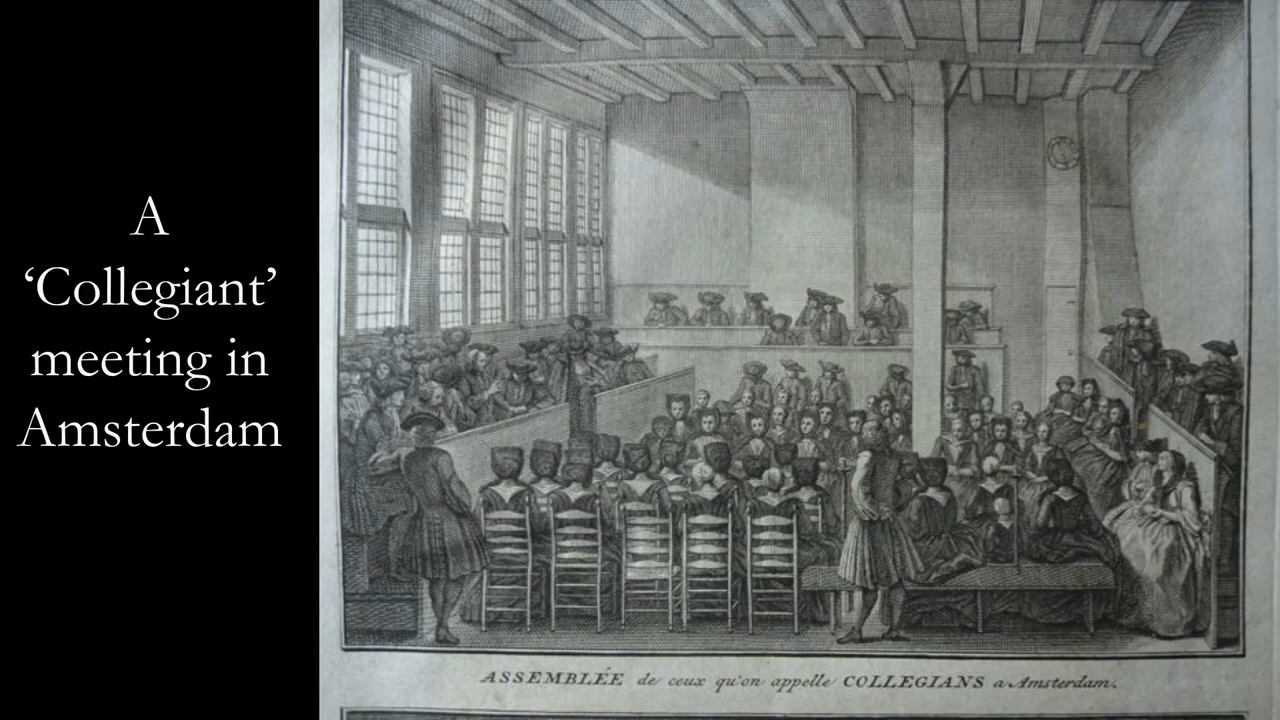 A
‘Collegiant’
meeting in
Amsterdam
ASSEMBLÉE de ceux qu'on appelle COLLEGIANS a Amsterdam.